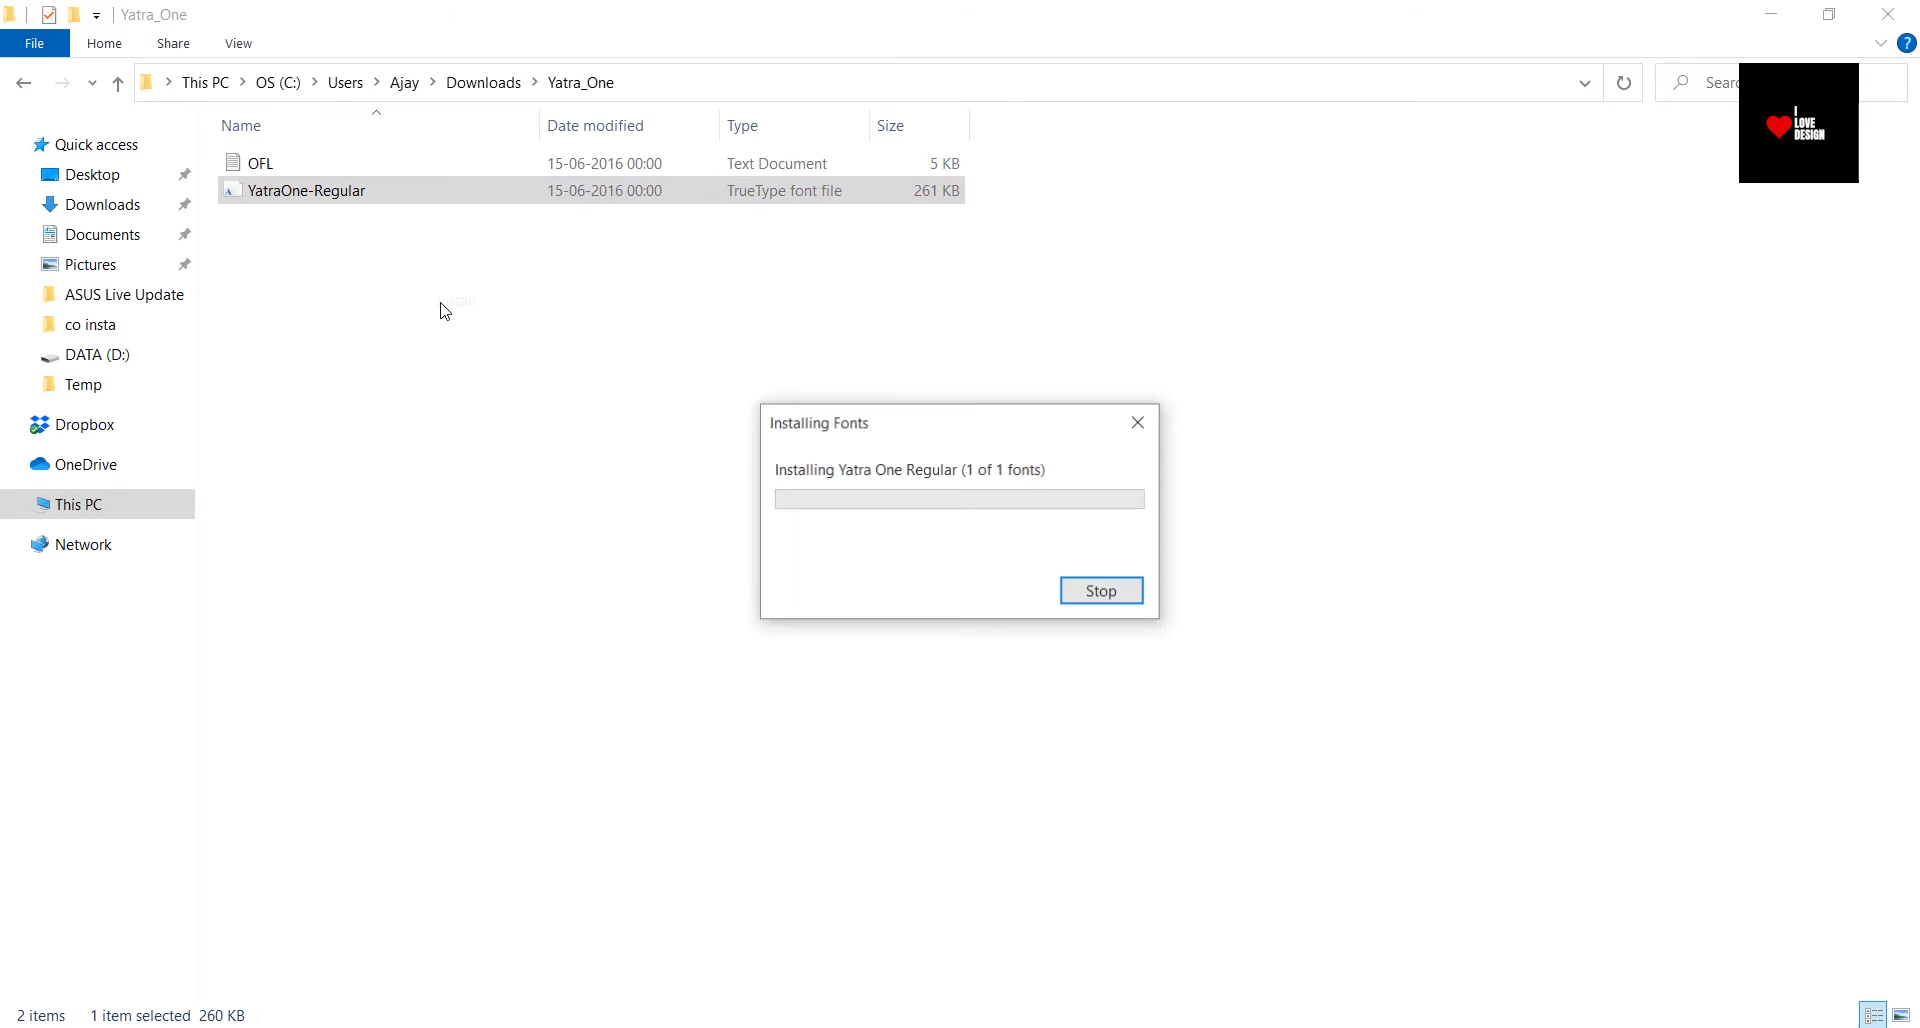 Yatra_One
File Home Share View
This PC OS (C:) Users Ajay Downloads Yatra_One
I
LOVE
DESIGN
Name Date modified Type Size
OFL 15-06-2016 00:00 Text Document 5 KB
YatraOne-Regular 15-06-2016 00:00 TrueType font file 261 KB
Quick access
Desktop
Downloads
Documents
Pictures
ASUS Live Update
co insta
DATA (D:)
Temp
Dropbox
OneDrive
This PC
Network
Installing Fonts
Installing Yatra One Regular (1 of 1 fonts)
Stop
2 items 1 item selected 260 KB